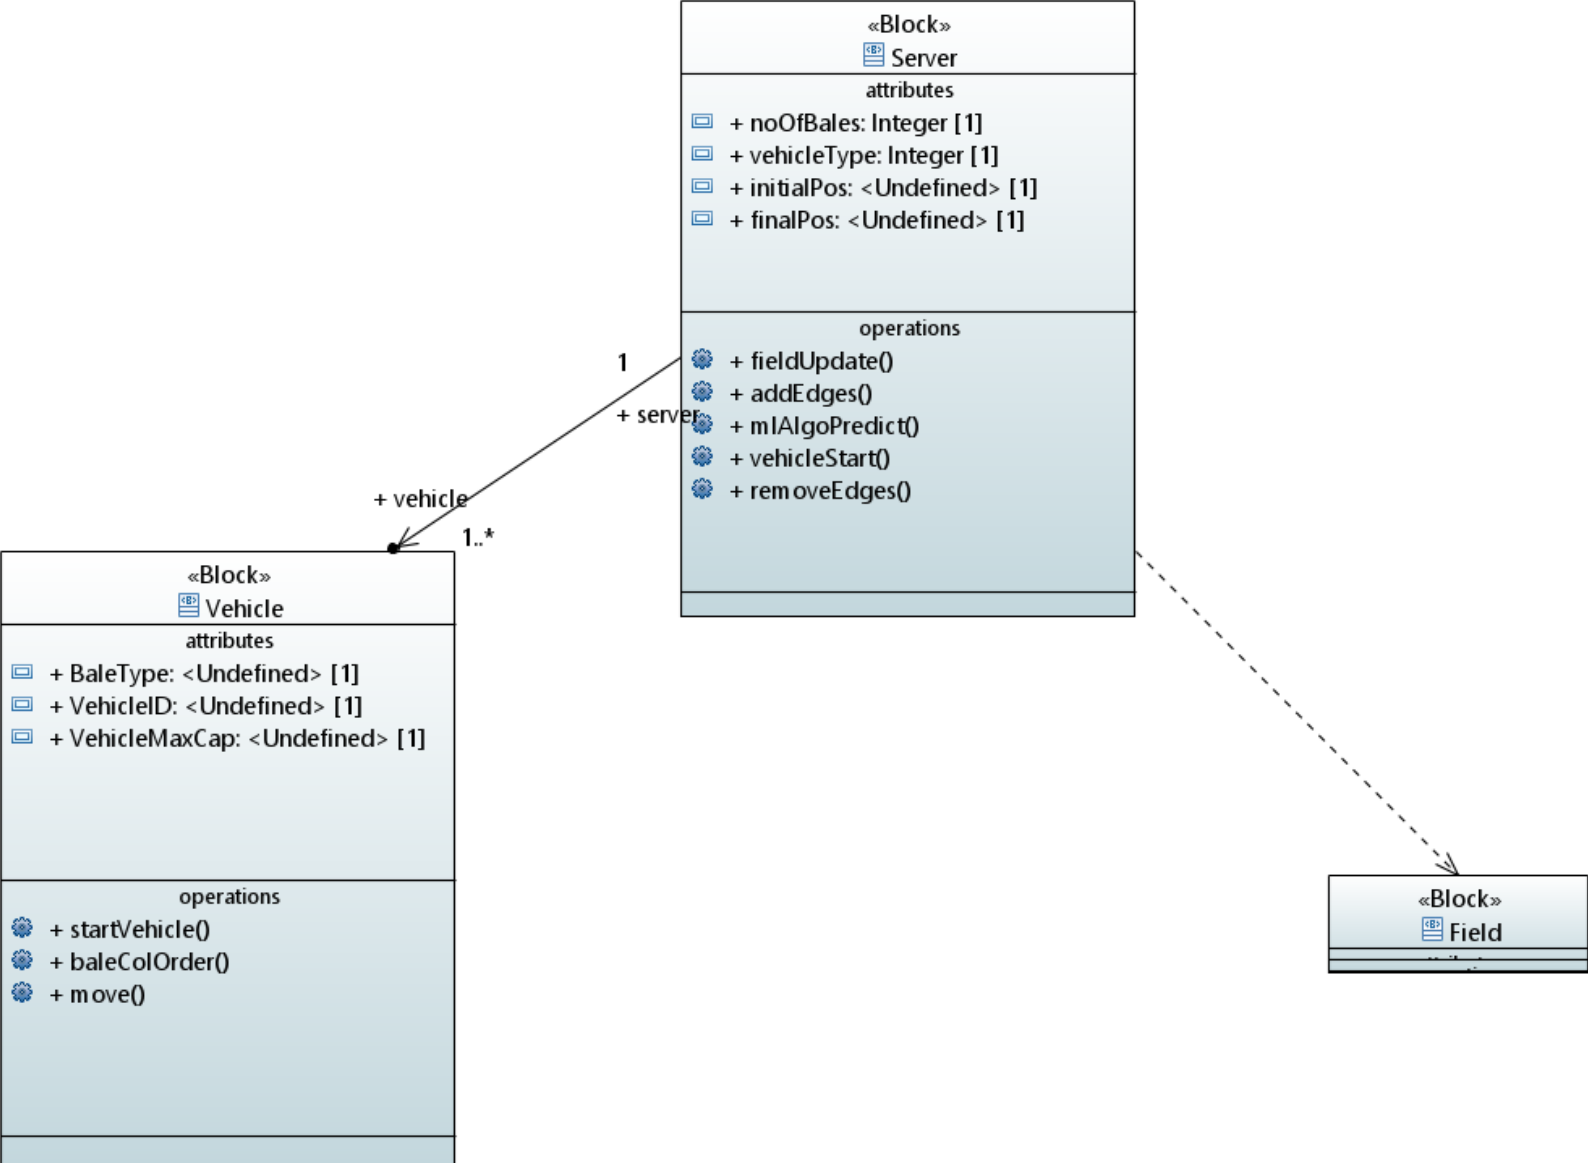 «Block»
Server
attributes
+ noOfBales: Integer [1]
+ vehicleType: Integer [1]
+ initialPos: <Undefined> [1]
+ finalPos: <Undefined> [1]
operations
+ fieldUpdate()
+ addEdges()
+ mlAlgoPredict()
+ vehicleStart()
+ removeEdges()
1
+ server
+ vehicle
1..*
«Block»
Vehicle
attributes
+ BaleType: <Undefined> [1]
+ VehicleID: <Undefined> [1]
+ VehicleMaxCap: <Undefined> [1]
operations
+ startVehicle()
+ baleColOrder()
+ move()
«Block»
Field